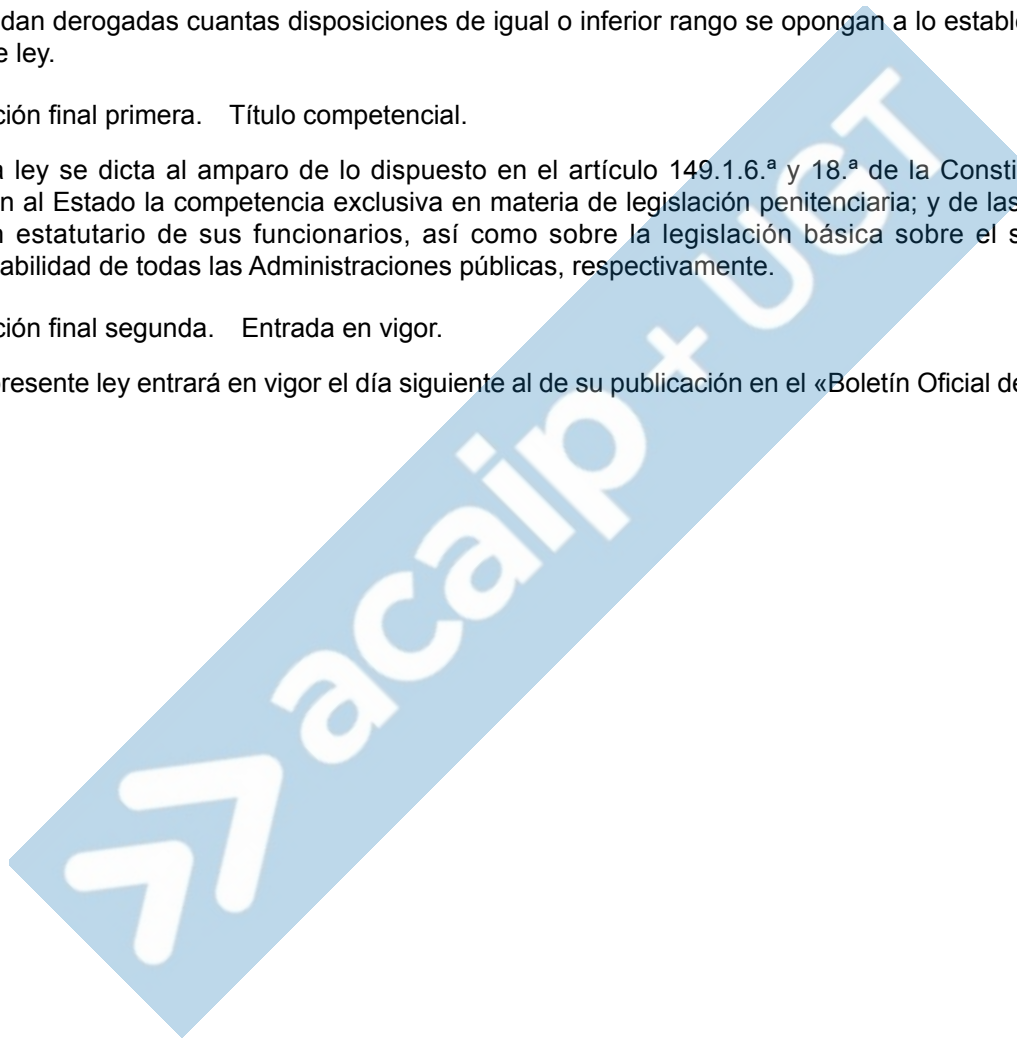 dan derogadas cuantas disposiciones de igual o inferior rango se opongan a lo estable
e ley.
ción final primera. Título competencial.
a ley se dicta al amparo de lo dispuesto en el artículo 149.1.6.ª y 18.ª de la Consti
n al Estado la competencia exclusiva en materia de legislación penitenciaria; y de las
n estatutario de sus funcionarios, así como sobre la legislación básica sobre el s
abilidad de todas las Administraciones públicas, respectivamente.
ción final segunda. Entrada en vigor.
resente ley entrará en vigor el día siguiente al de su publicación en el «Boletín Oficial de
acaip + UGT